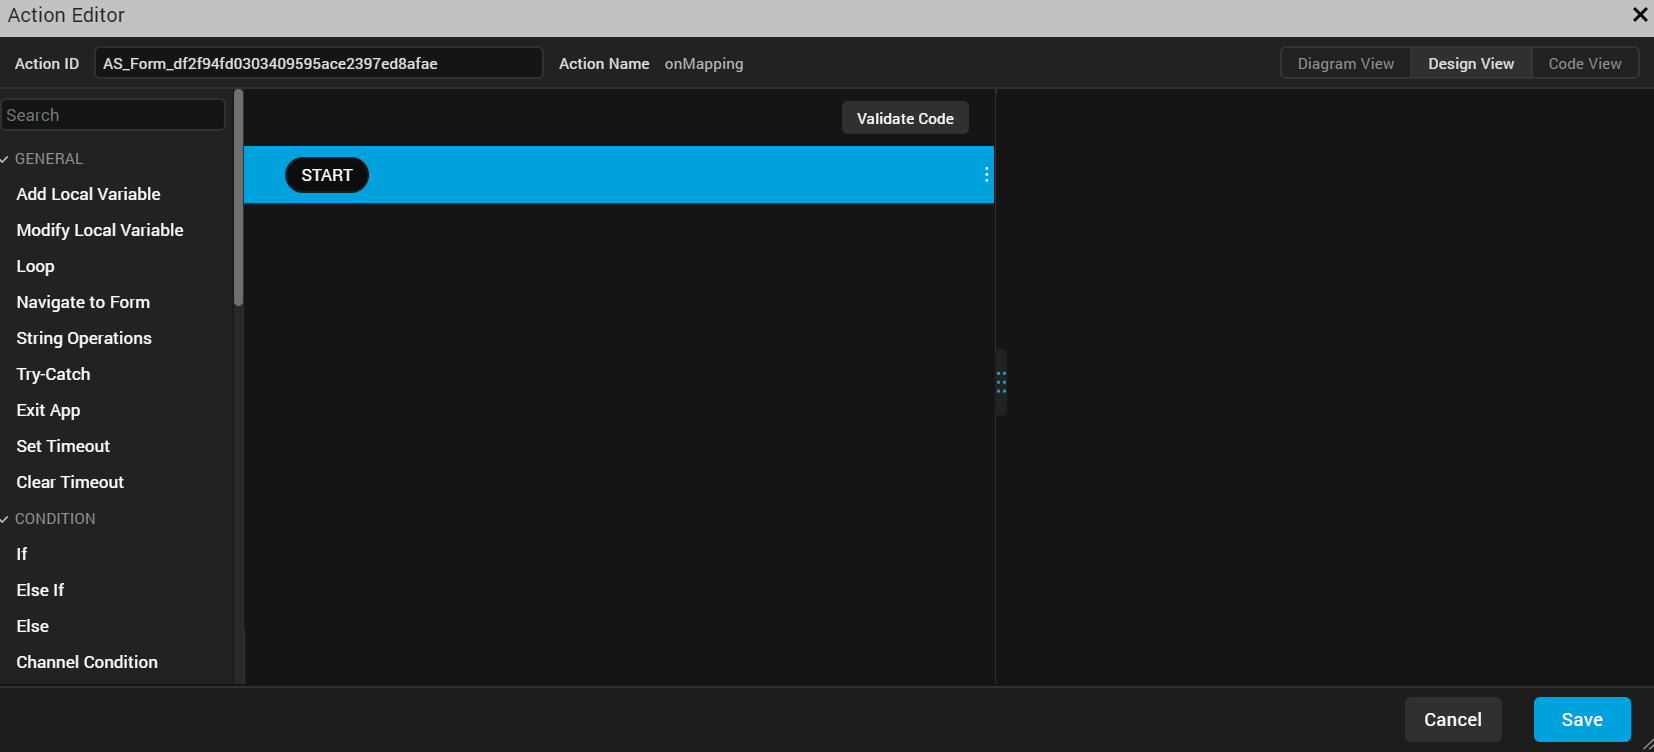 Action Editor
Action ID AS_Form_df2f94fd0303409595ace2397ed8afae Action Name onMapping Diagram View Design View Code View
Search
Validate Code
START
GENERAL
Add Local Variable
Modify Local Variable
Loop
Navigate to Form
String Operations
Try-Catch
Exit App
Set Timeout
Clear Timeout
CONDITION
If
Else If
Else
Channel Condition
Cancel Save